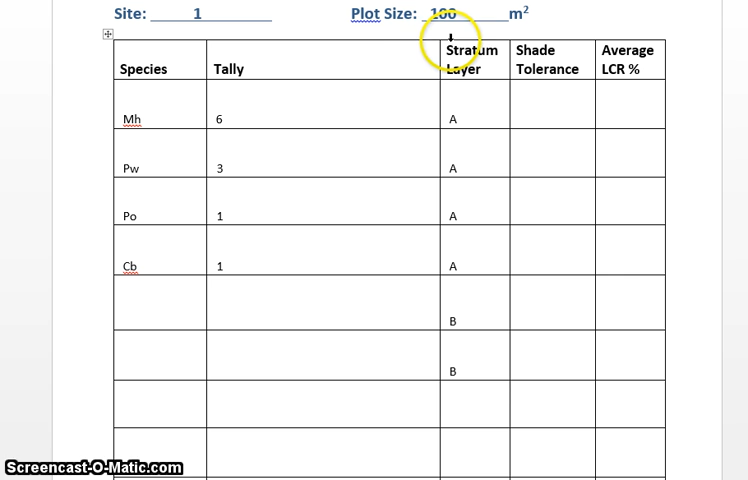 Site: 1 Plot Size: 100 m²
Species Tally Stratum Layer Shade Tolerance Average LCR %
Mh 6 A
Pw 3 A
Po 1 A
Cb 1 A
B
B
Screencast-O-Matic.com